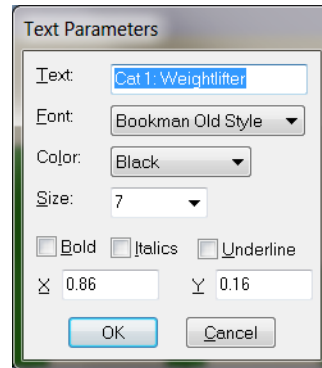 Text Parameters
Text: Cat 1: Weightlifter
Font: Bookman Old Style
Color: Black
Size: 7
Bold Italics Underline
X 0.86 Y 0.16
OK Cancel